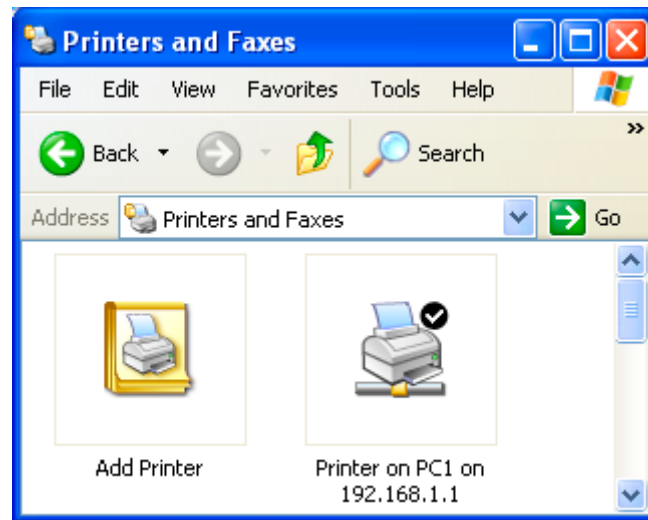 Printers and Faxes
File Edit View Favorites Tools Help
Back Search »
Address Printers and Faxes Go
Add Printer
Printer on PC1 on
192.168.1.1